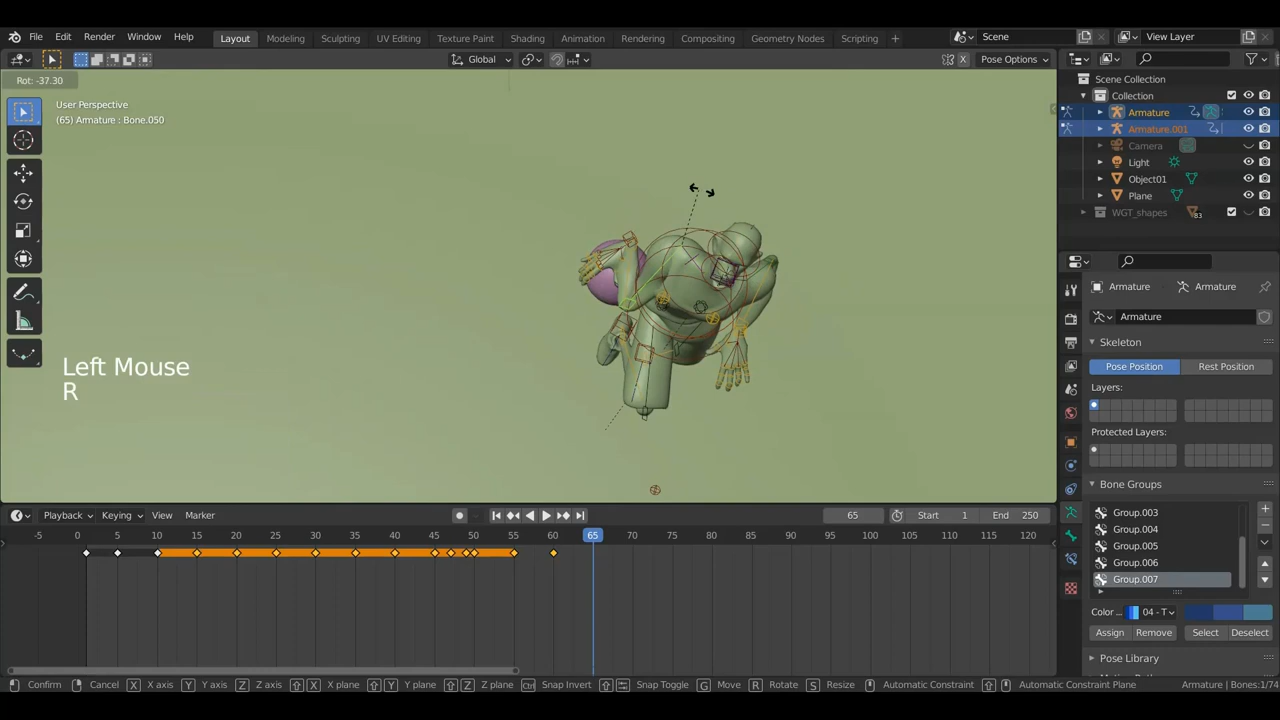 File Edit Render Window Help Layout Modeling Sculpting UV Editing Texture Paint Shading Animation Rendering Compositing Geometry Nodes Scripting Scene View Layer
Global X Pose Options
Rot: -37.30
User Perspective
(65) Armature : Bone.050
Left Mouse
R
Scene Collection
Collection
Armature
Armature.001
Camera
Light
Object01
Plane
WGT_shapes 83
Armature Armature
Armature
Skeleton
Pose Position Rest Position
Layers:
Protected Layers:
Bone Groups
Group.003
Group.004
Group.005
Group.006
Group.007
Color ... 04 - T
Assign Remove Select Deselect
Pose Library
Playback Keying View Marker 65 Start 1 End 250
-5 0 5 10 15 20 25 30 35 40 45 50 55 60 65 70 75 80 85 90 95 100 105 110 115 120
Confirm Cancel X X axis Y Y axis Z Z axis X X plane Y Y plane Z Z plane Ctrl Snap Invert Snap Toggle G Move R Rotate S Resize Automatic Constraint Automatic Constraint Plane Armature | Bones:1/74